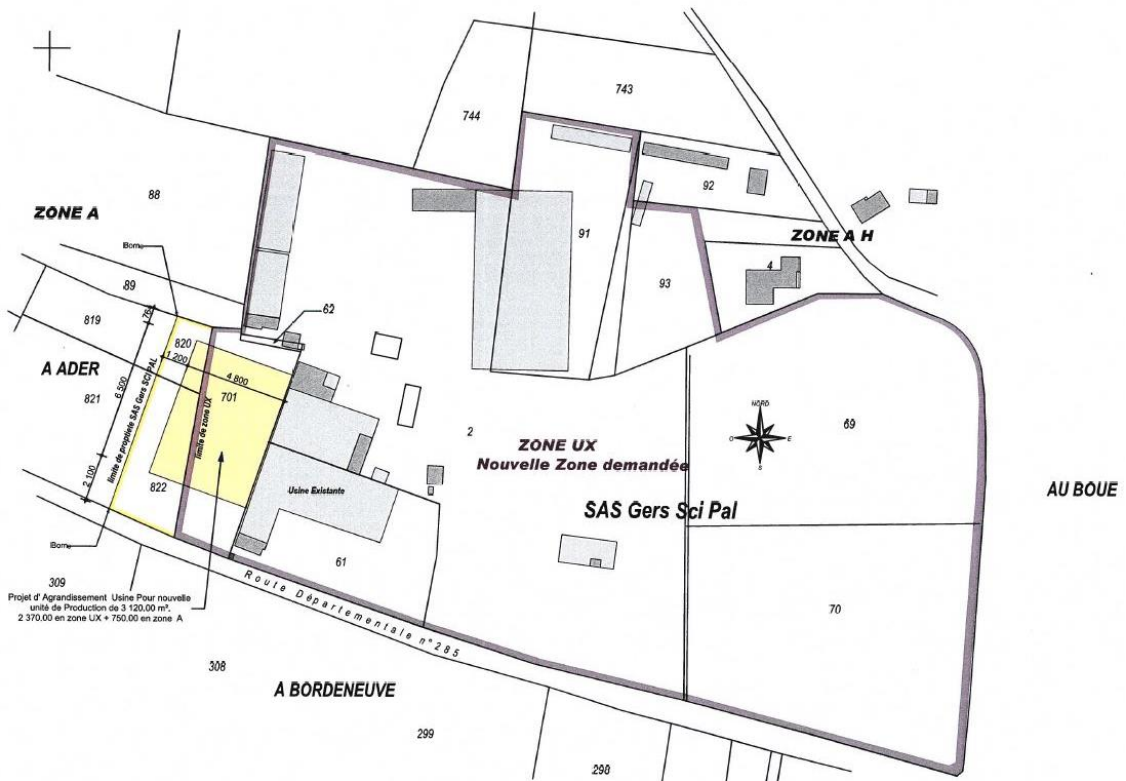 743
744
92
88
ZONE A
91
ZONE A H
4
93
Borne
89
62
819
764
820
A ADER
1 200
4 800
701
6 500
821
limite de propriete SAS Gers SCI PAL
limite de zone UX
NORD
O
E
S
69
2
ZONE UX
Nouvelle Zone demandée
AU BOUE
2 100
822
Usine Existante
SAS Gers Sci Pal
Borne
61
309
Projet d' Agrandissement Usine Pour nouvelle
unité de Production de 3 120.00 m².
2 370.00 en zone UX + 750.00 en zone A
Route Départementale n°285
70
308
A BORDENEUVE
299
298